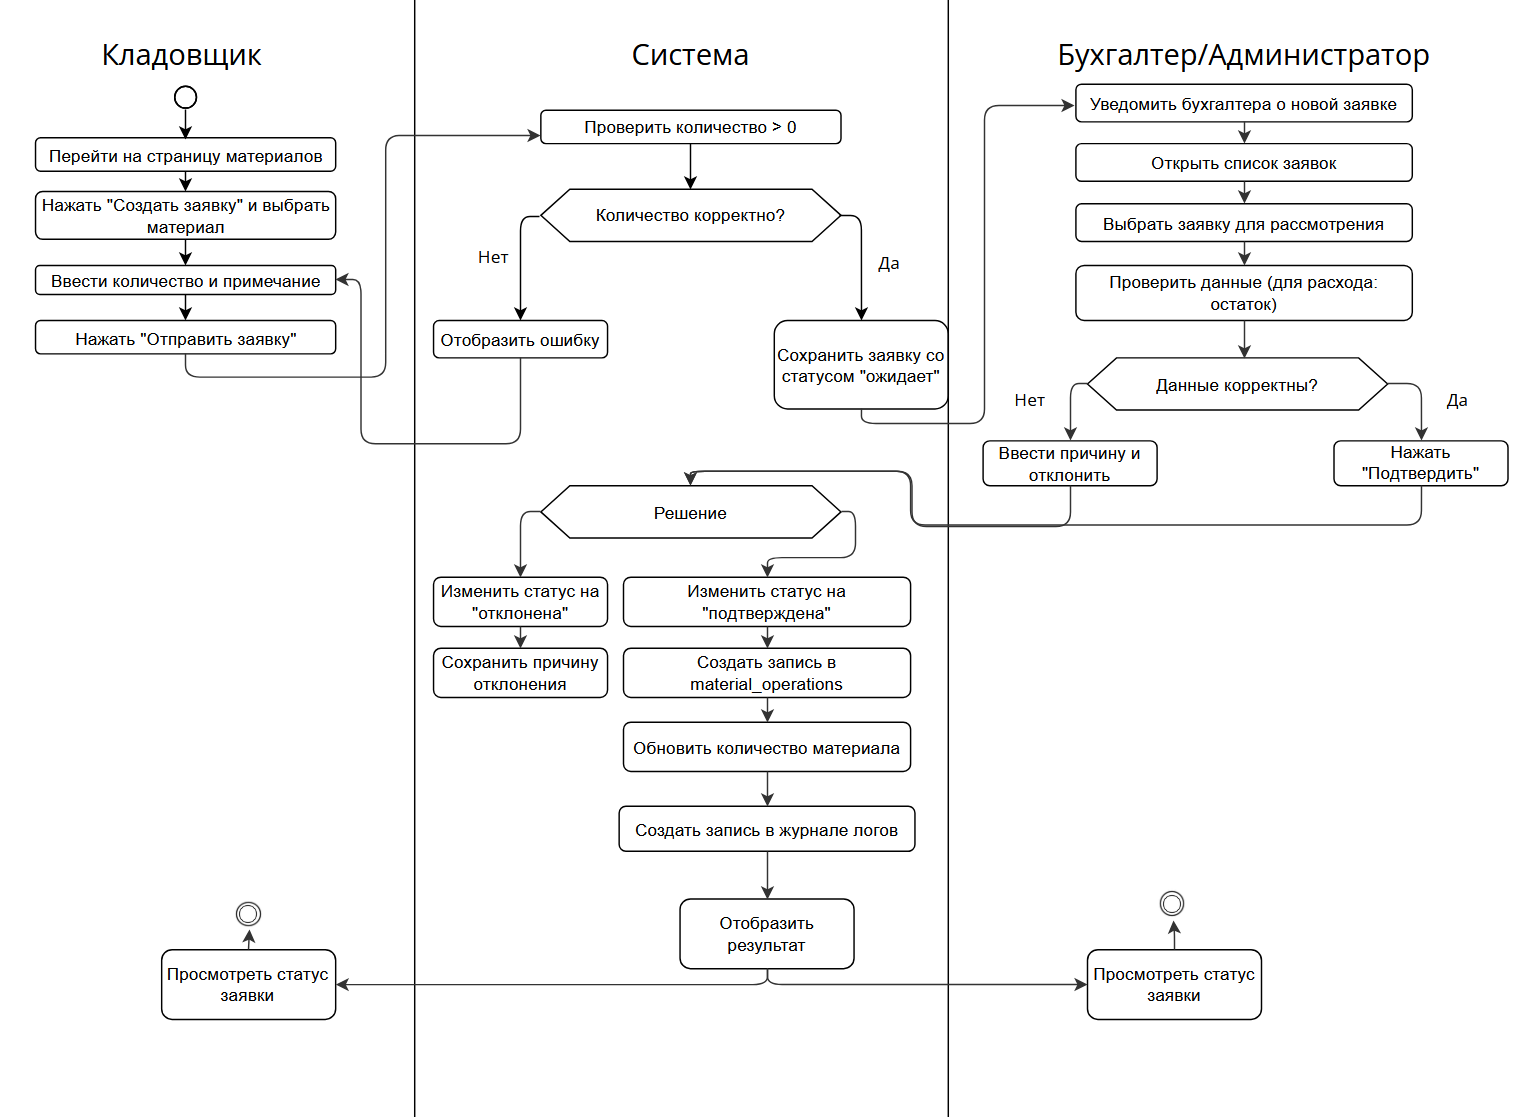 Кладовщик
Перейти на страницу материалов
Нажать "Создать заявку" и выбрать
материал
Ввести количество и примечание
Нажать "Отправить заявку"
Просмотреть статус
заявки
Система
Проверить количество > 0
Количество корректно?
Нет
Да
Отобразить ошибку
Сохранить заявку со
статусом "ожидает"
Решение
Изменить статус на
"отклонена"
Сохранить причину
отклонения
Изменить статус на
"подтверждена"
Создать запись в
material_operations
Обновить количество материала
Создать запись в журнале логов
Отобразить
результат
Бухгалтер/Администратор
Уведомить бухгалтера о новой заявке
Открыть список заявок
Выбрать заявку для рассмотрения
Проверить данные (для расхода:
остаток)
Данные корректны?
Нет
Да
Ввести причину и
отклонить
Нажать
"Подтвердить"
Просмотреть статус
заявки